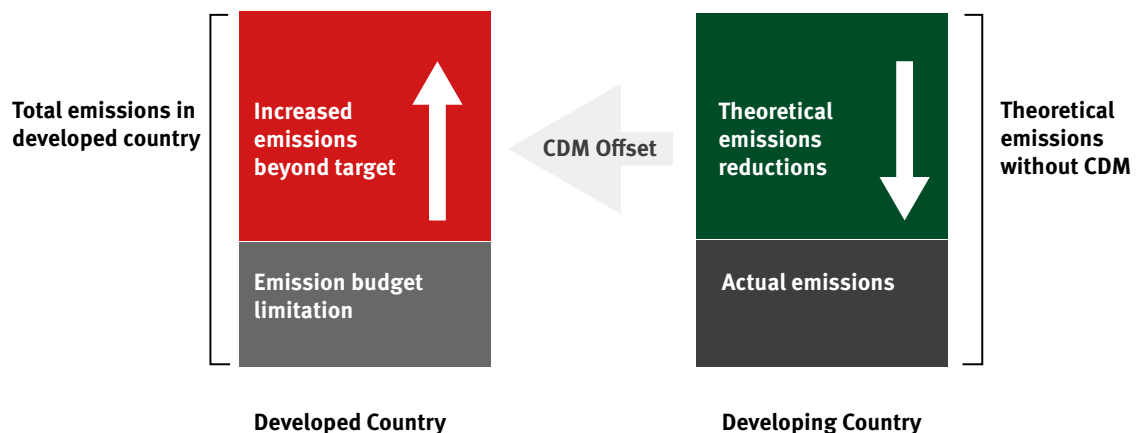 Total emissions in
developed country
Increased
emissions
beyond target
CDM Offset
Theoretical
emissions
reductions
Theoretical
emissions
without CDM
Emission budget
limitation
Actual emissions
Developed Country
Developing Country